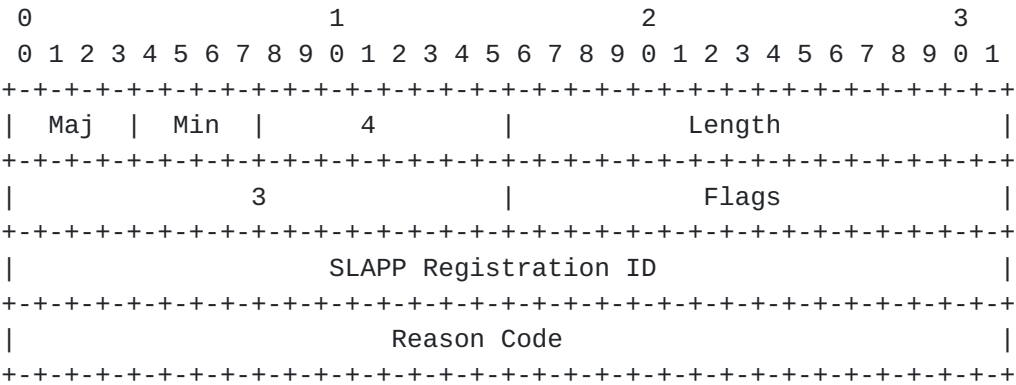 0                   1                   2                   3
 0 1 2 3 4 5 6 7 8 9 0 1 2 3 4 5 6 7 8 9 0 1 2 3 4 5 6 7 8 9 0 1
+-+-+-+-+-+-+-+-+-+-+-+-+-+-+-+-+-+-+-+-+-+-+-+-+-+-+-+-+-+-+-+-+
|  Maj  |  Min  |      4        |           Length              |
+-+-+-+-+-+-+-+-+-+-+-+-+-+-+-+-+-+-+-+-+-+-+-+-+-+-+-+-+-+-+-+-+
|               3               |            Flags              |
+-+-+-+-+-+-+-+-+-+-+-+-+-+-+-+-+-+-+-+-+-+-+-+-+-+-+-+-+-+-+-+-+
|                    SLAPP Registration ID                      |
+-+-+-+-+-+-+-+-+-+-+-+-+-+-+-+-+-+-+-+-+-+-+-+-+-+-+-+-+-+-+-+-+
|                        Reason Code                            |
+-+-+-+-+-+-+-+-+-+-+-+-+-+-+-+-+-+-+-+-+-+-+-+-+-+-+-+-+-+-+-+-+